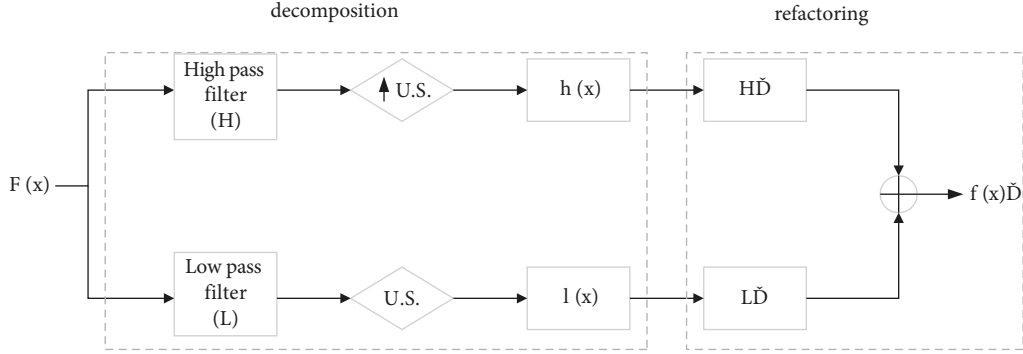 decomposition
refactoring
High pass
filter
(H)
U.S.
h (x)
HĎ
F (x)
f (x)Ď
Low pass
filter
(L)
U.S.
l (x)
LĎ